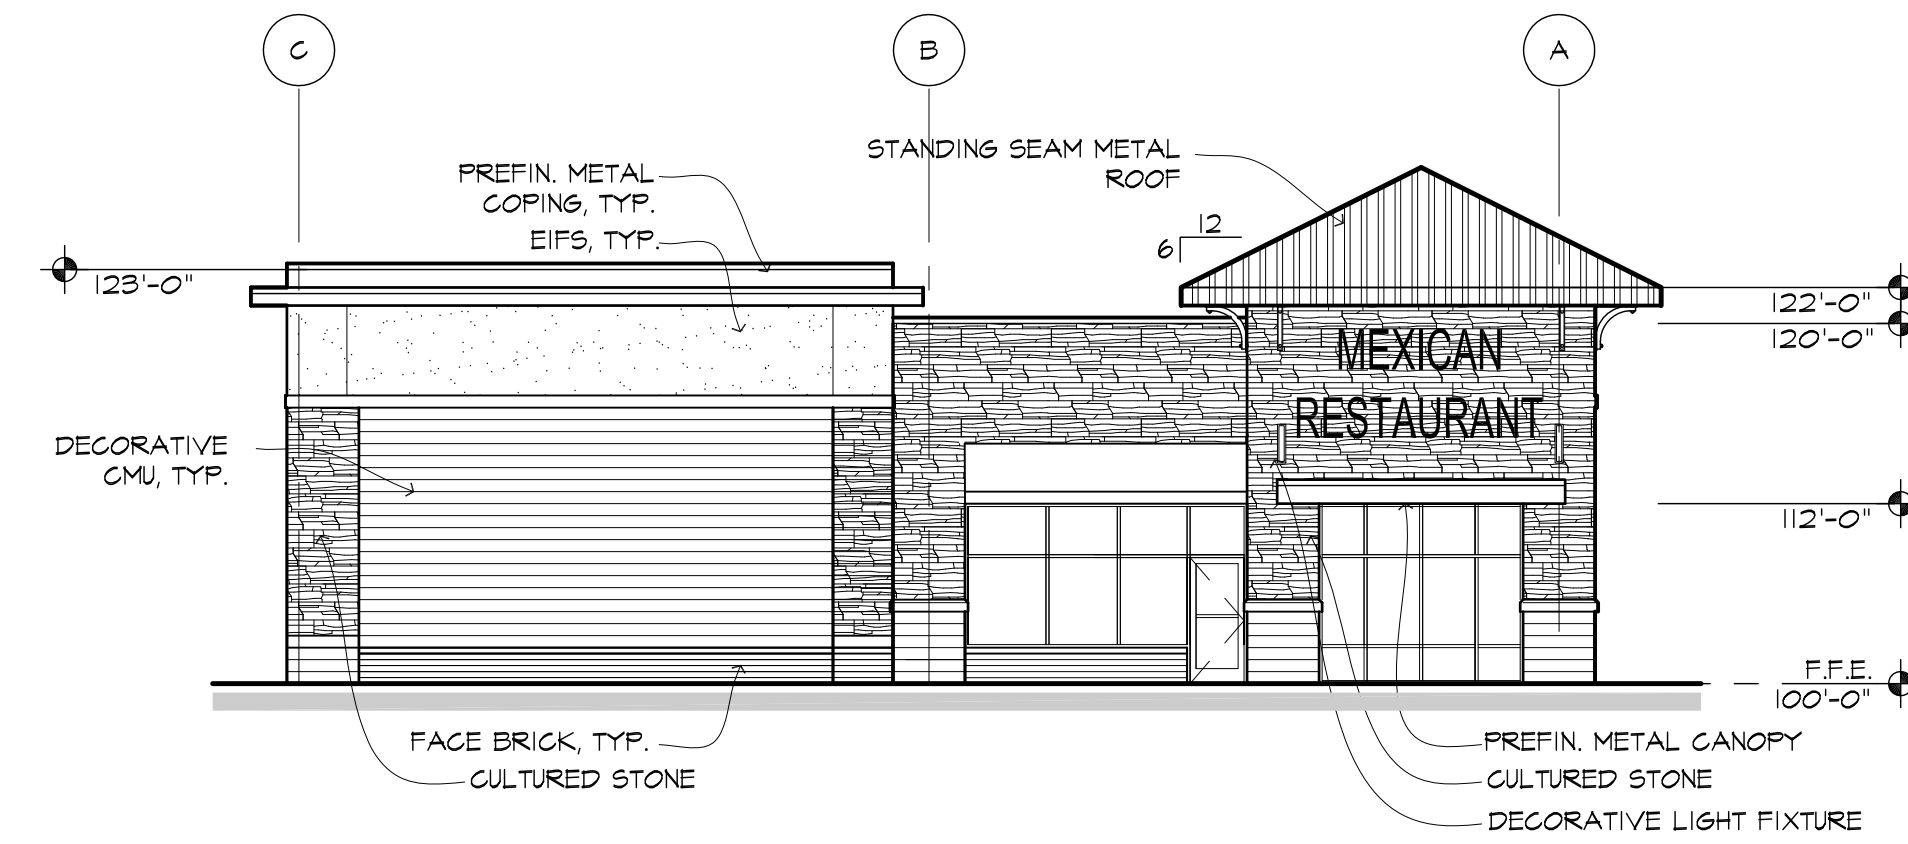 C
B
A
STANDING SEAM METAL
ROOF
PREFIN. METAL
COPING, TYP.
EIFS, TYP.
12
6
123'-0"
122'-0"
120'-0"
MEXICAN
RESTAURANT
DECORATIVE
CMU, TYP.
112'-0"
F.F.E.
100'-0"
FACE BRICK, TYP.
CULTURED STONE
PREFIN. METAL CANOPY
CULTURED STONE
DECORATIVE LIGHT FIXTURE